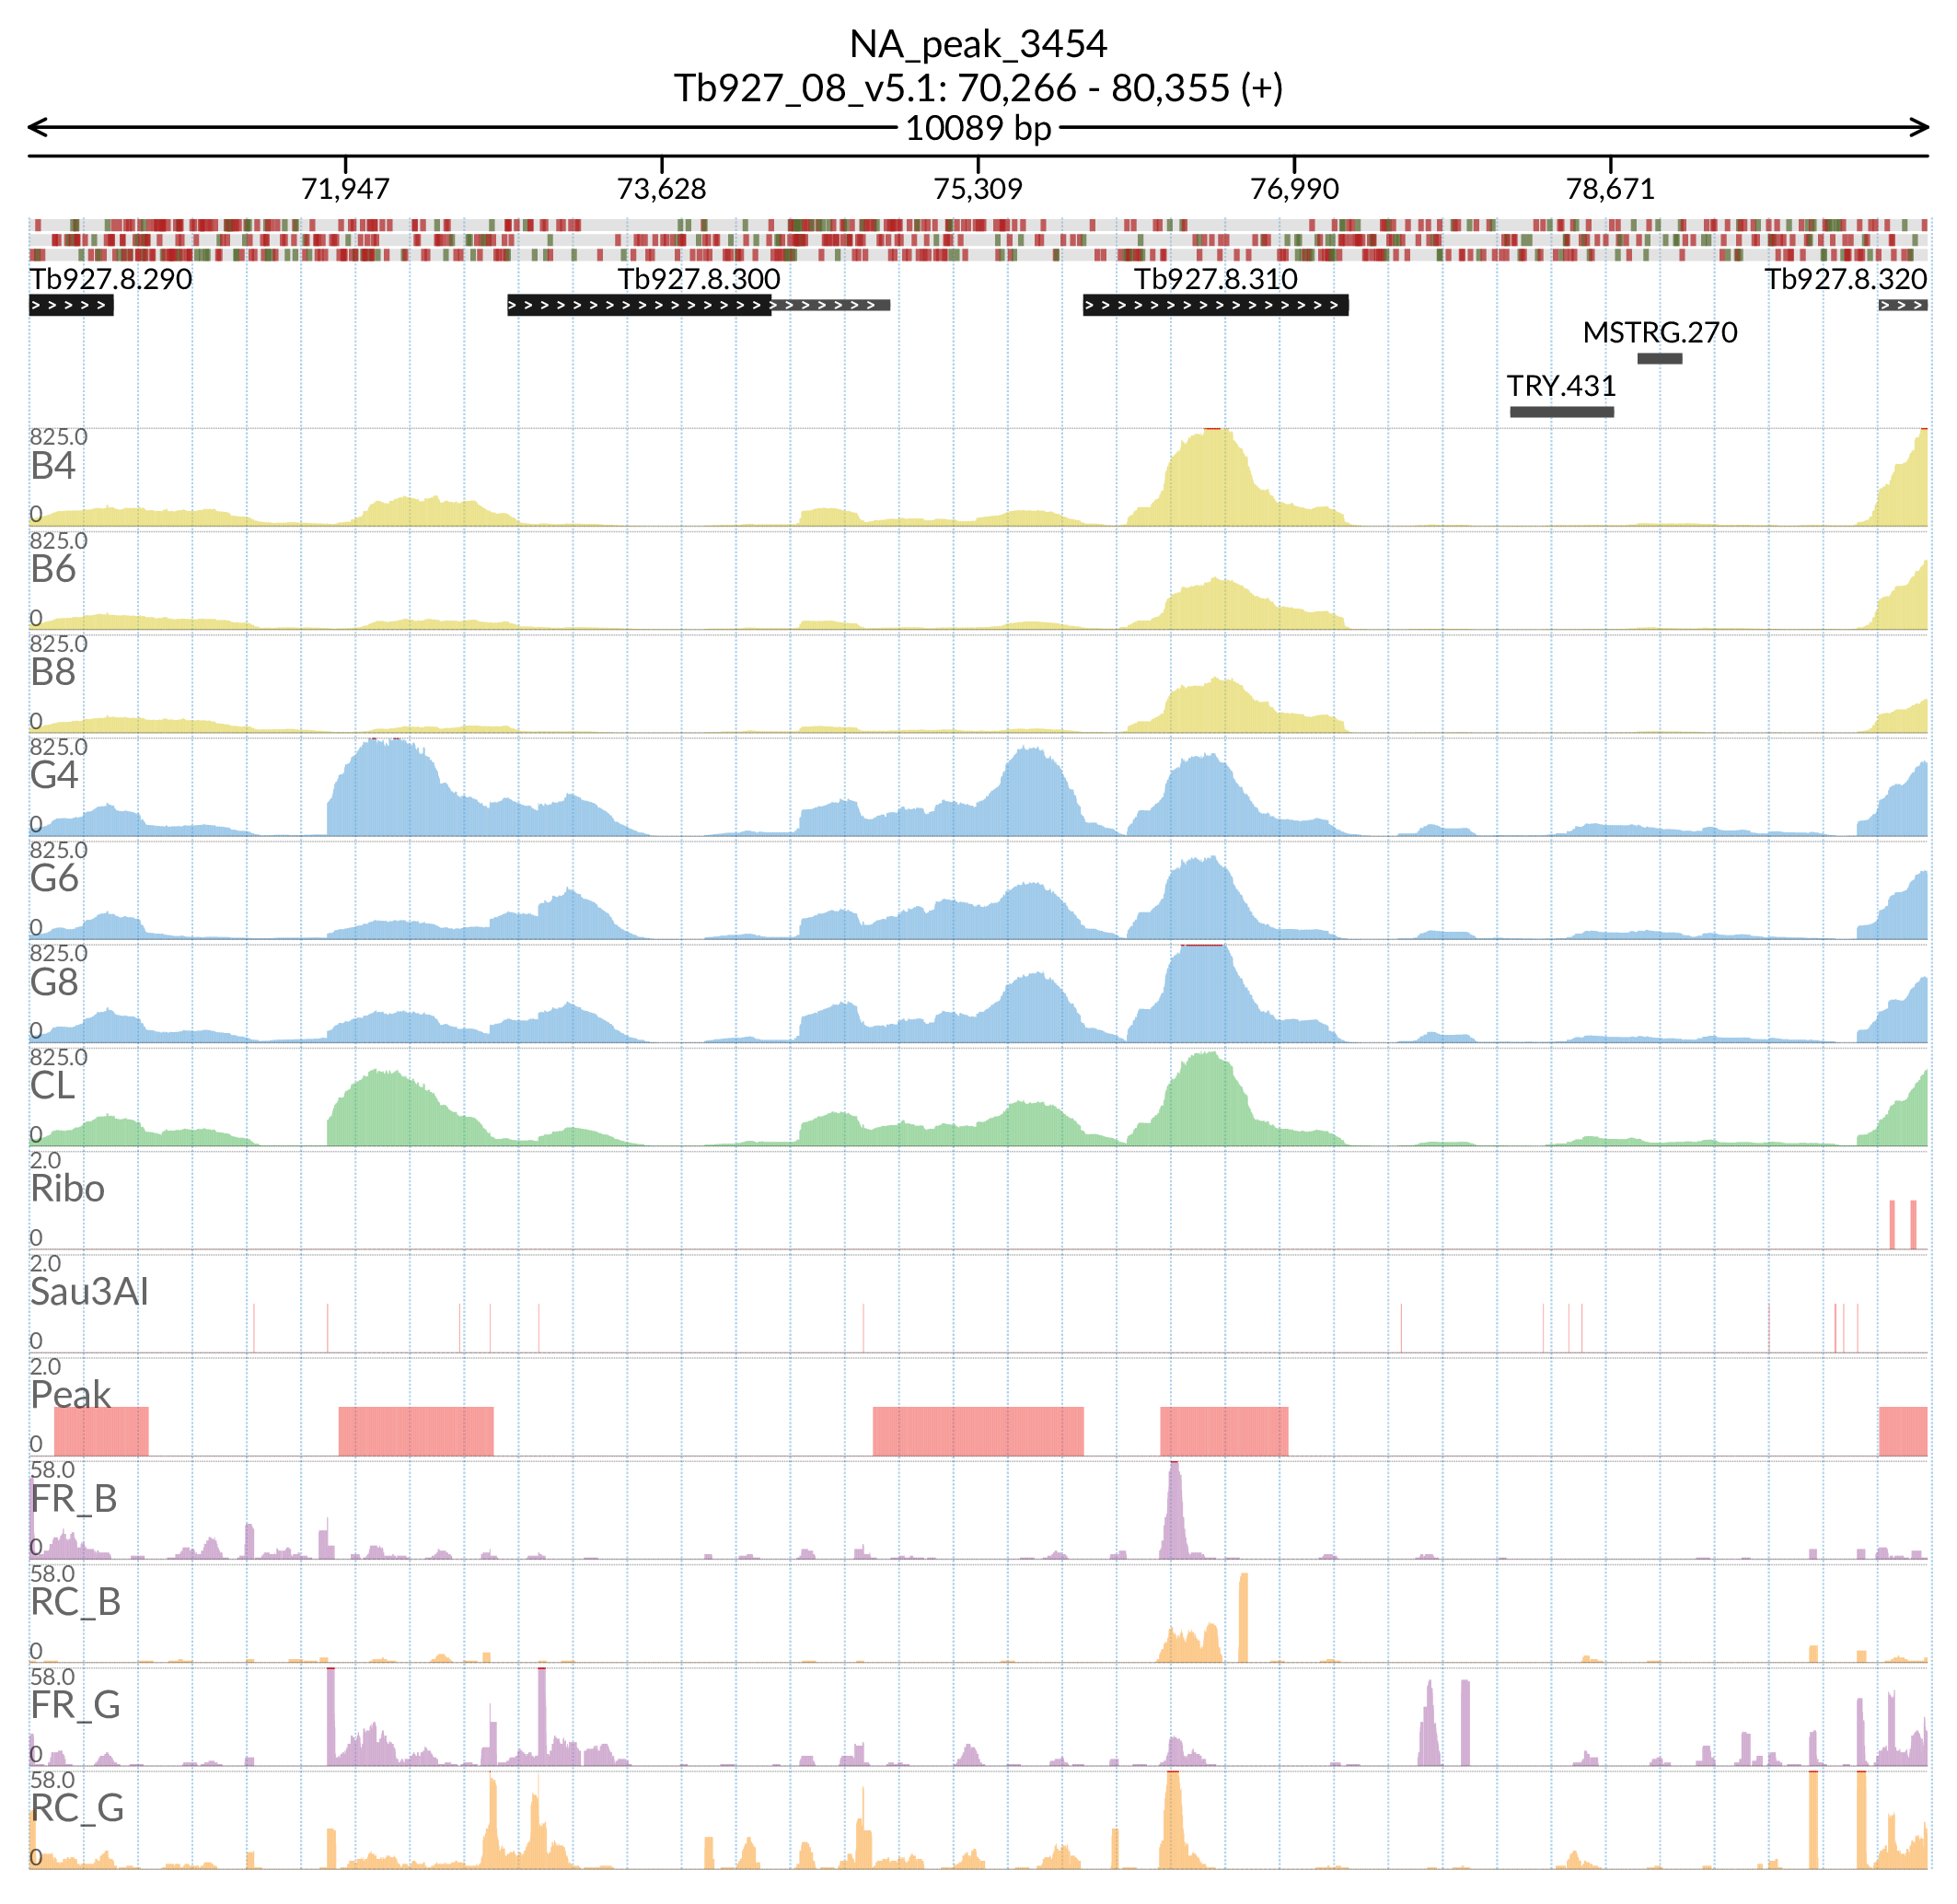 NA_peak_3454
Tb927_08_v5.1: 70,266 - 80,355 (+)
10089 bp
71,947 73,628 75,309 76,990 78,671
Tb927.8.290 Tb927.8.300 Tb927.8.310 Tb927.8.320
MSTRG.270
TRY.431
825.0
B4
0
825.0
B6
0
825.0
B8
0
825.0
G4
0
825.0
G6
0
825.0
G8
0
825.0
CL
0
2.0
Ribo
0
2.0
Sau3AI
0
2.0
Peak
0
58.0
FR_B
0
58.0
RC_B
0
58.0
FR_G
0
58.0
RC_G
0